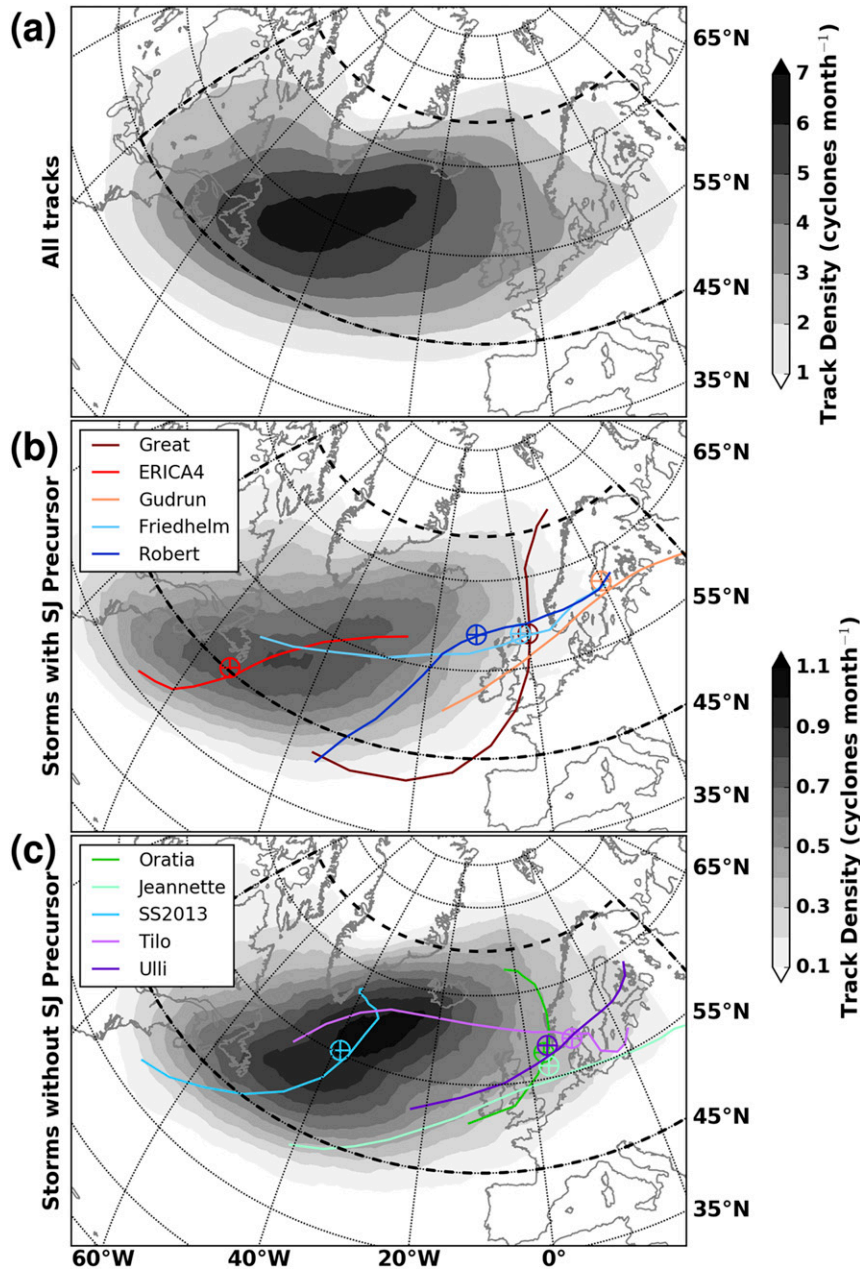 (a)
All tracks
65°N
55°N
45°N
35°N
7
6
5
4
3
2
1
Track Density (cyclones month⁻¹)
(b)
Storms with SJ Precursor
Great
ERICA4
Gudrun
Friedhelm
Robert
65°N
55°N
45°N
35°N
(c)
Storms without SJ Precursor
Oratia
Jeannette
SS2013
Tilo
Ulli
65°N
55°N
45°N
35°N
1.1
0.9
0.7
0.5
0.3
0.1
Track Density (cyclones month⁻¹)
60°W
40°W
20°W
0°